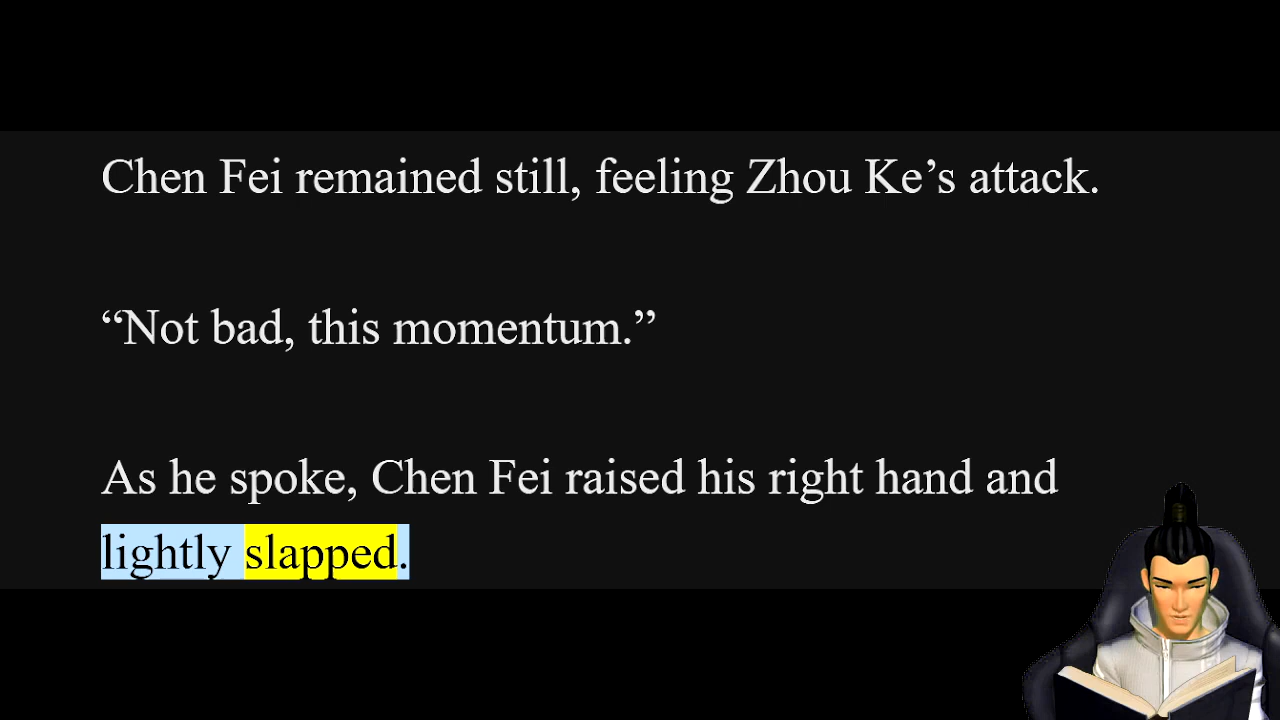 Chen Fei remained still, feeling Zhou Ke’s attack.
“Not bad, this momentum.”
As he spoke, Chen Fei raised his right hand and
lightly slapped.